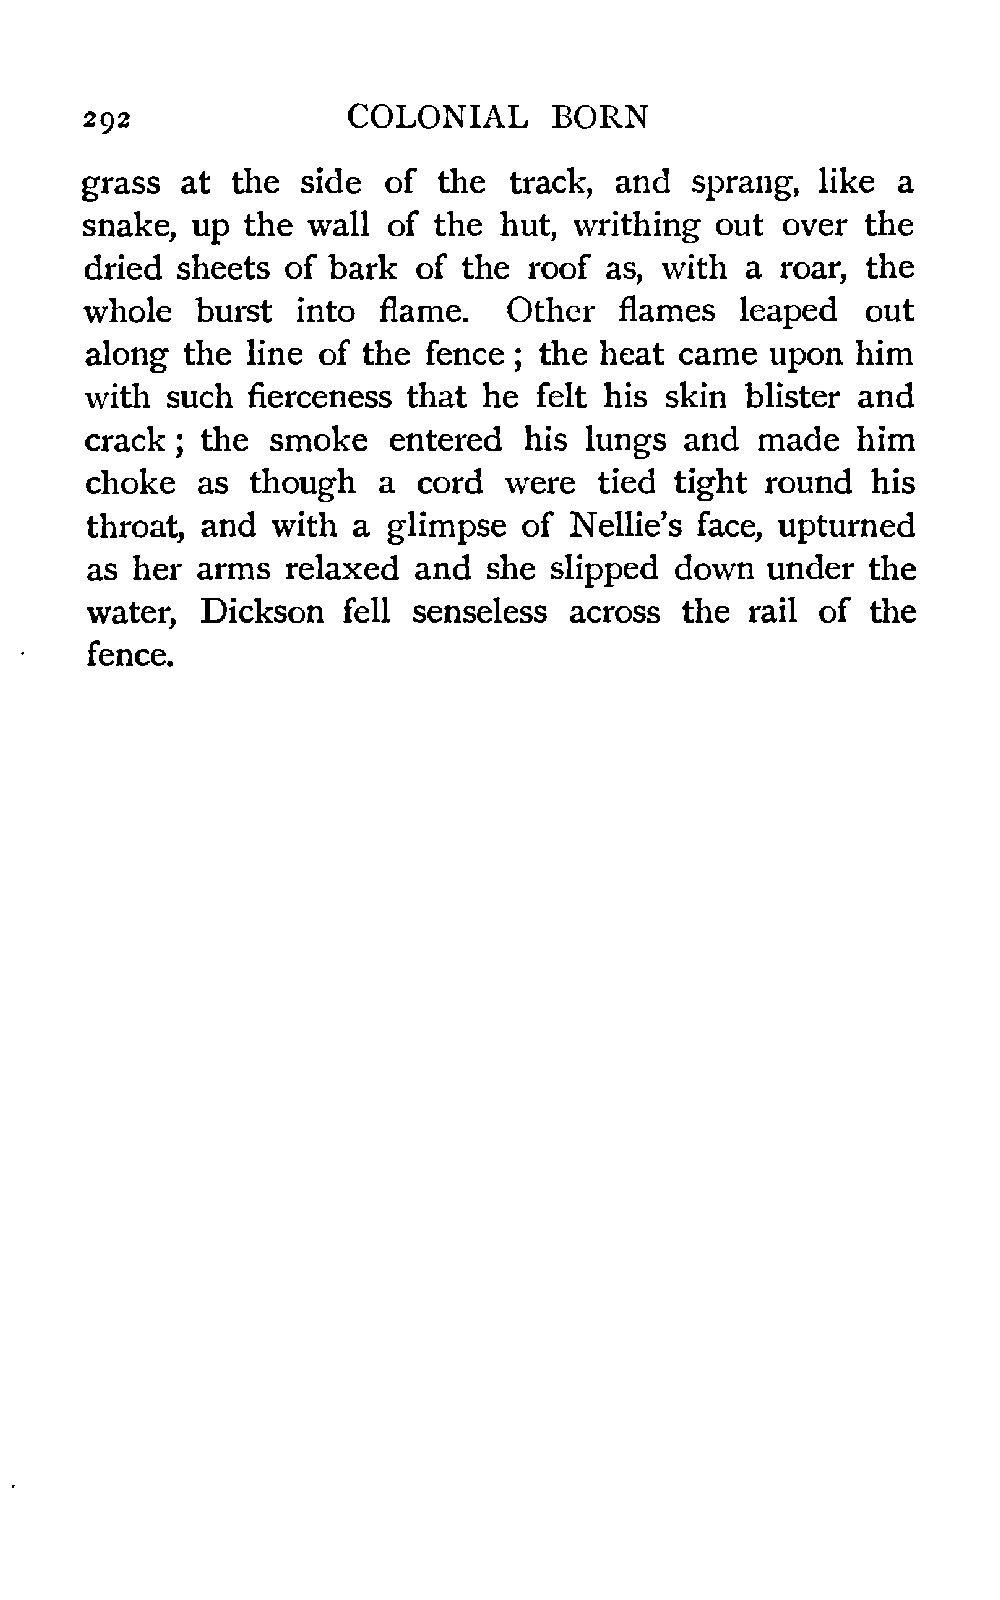 292 COLONIAL BORN
grass at the side of the track, and sprang, like a
snake, up the wall of the hut, writhing out over the
dried sheets of bark of the roof as, with a roar, the
whole burst into flame. Other flames leaped out
along the line of the fence ; the heat came upon him
with such fierceness that he felt his skin blister and
crack ; the smoke entered his lungs and made him
choke as though a cord were tied tight round his
throat, and with a glimpse of Nellie's face, upturned
as her arms relaxed and she slipped down under the
water, Dickson fell senseless across the rail of the
fence.